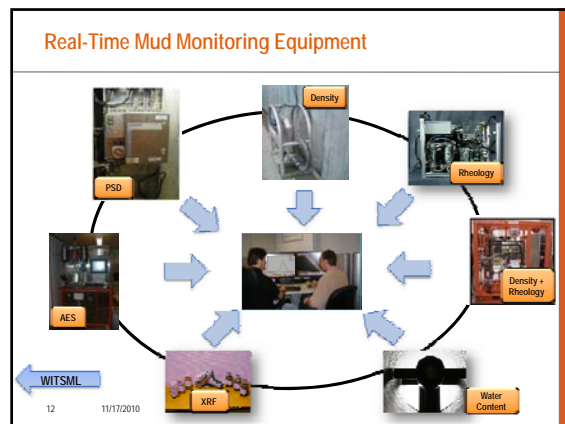 Real-Time Mud Monitoring Equipment
Density
PSD
Rheology
Density +
Rheology
AES
WITSML
XRF
Water
Content
12
11/17/2010